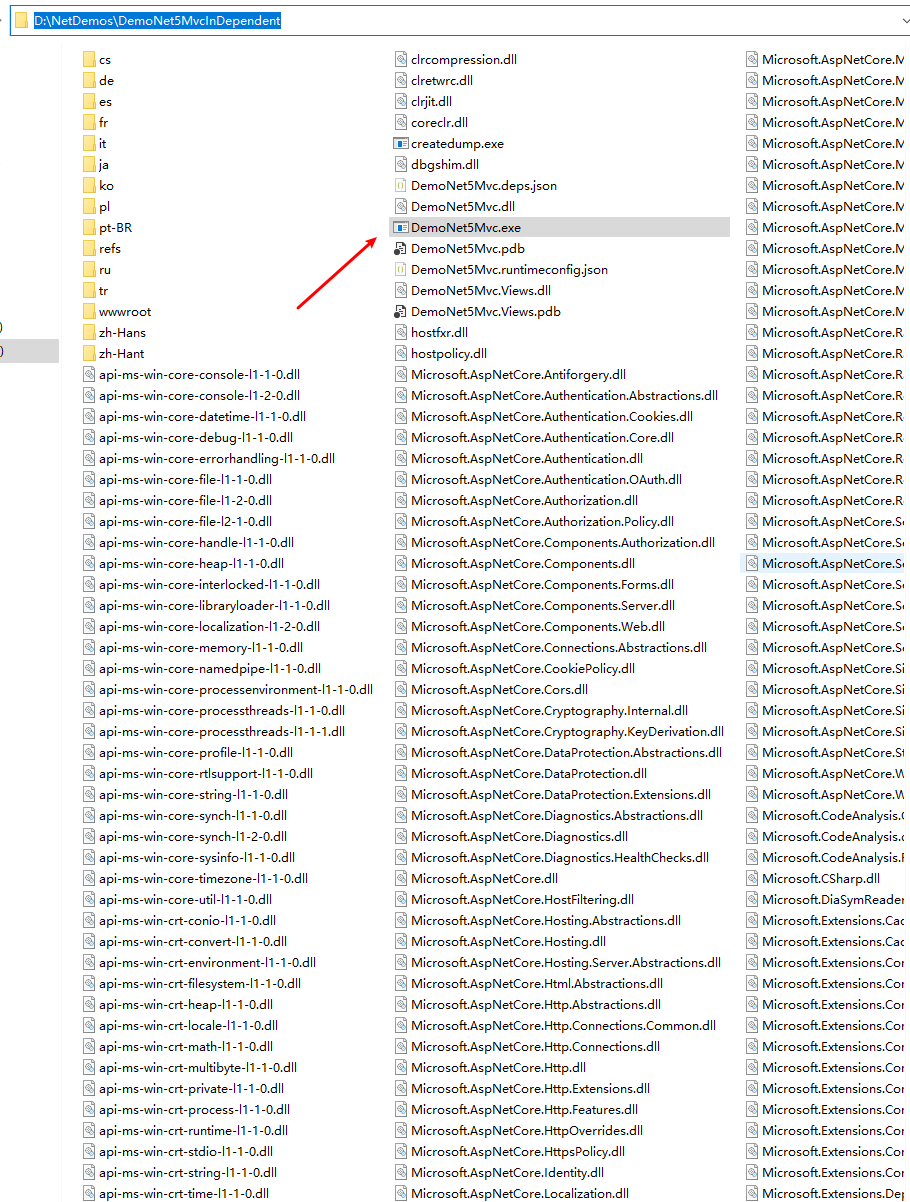 D:\NetDemos\DemoNet5MvcInDependent
cs
de
es
fr
it
ja
ko
pl
pt-BR
refs
ru
tr
wwwroot
zh-Hans
zh-Hant
api-ms-win-core-console-l1-1-0.dll
api-ms-win-core-console-l1-2-0.dll
api-ms-win-core-datetime-l1-1-0.dll
api-ms-win-core-debug-l1-1-0.dll
api-ms-win-core-errorhandling-l1-1-0.dll
api-ms-win-core-file-l1-1-0.dll
api-ms-win-core-file-l1-2-0.dll
api-ms-win-core-file-l2-1-0.dll
api-ms-win-core-handle-l1-1-0.dll
api-ms-win-core-heap-l1-1-0.dll
api-ms-win-core-interlocked-l1-1-0.dll
api-ms-win-core-libraryloader-l1-1-0.dll
api-ms-win-core-localization-l1-2-0.dll
api-ms-win-core-memory-l1-1-0.dll
api-ms-win-core-namedpipe-l1-1-0.dll
api-ms-win-core-processenvironment-l1-1-0.dll
api-ms-win-core-processthreads-l1-1-0.dll
api-ms-win-core-processthreads-l1-1-1.dll
api-ms-win-core-profile-l1-1-0.dll
api-ms-win-core-rtlsupport-l1-1-0.dll
api-ms-win-core-string-l1-1-0.dll
api-ms-win-core-synch-l1-1-0.dll
api-ms-win-core-synch-l1-2-0.dll
api-ms-win-core-sysinfo-l1-1-0.dll
api-ms-win-core-timezone-l1-1-0.dll
api-ms-win-core-util-l1-1-0.dll
api-ms-win-crt-conio-l1-1-0.dll
api-ms-win-crt-convert-l1-1-0.dll
api-ms-win-crt-environment-l1-1-0.dll
api-ms-win-crt-filesystem-l1-1-0.dll
api-ms-win-crt-heap-l1-1-0.dll
api-ms-win-crt-locale-l1-1-0.dll
api-ms-win-crt-math-l1-1-0.dll
api-ms-win-crt-multibyte-l1-1-0.dll
api-ms-win-crt-private-l1-1-0.dll
api-ms-win-crt-process-l1-1-0.dll
api-ms-win-crt-runtime-l1-1-0.dll
api-ms-win-crt-stdio-l1-1-0.dll
api-ms-win-crt-string-l1-1-0.dll
api-ms-win-crt-time-l1-1-0.dll
clrcompression.dll
clretwrc.dll
clrjit.dll
coreclr.dll
createdump.exe
dbgshim.dll
DemoNet5Mvc.deps.json
DemoNet5Mvc.dll
DemoNet5Mvc.exe
DemoNet5Mvc.pdb
DemoNet5Mvc.runtimeconfig.json
DemoNet5Mvc.Views.dll
DemoNet5Mvc.Views.pdb
hostfxr.dll
hostpolicy.dll
Microsoft.AspNetCore.Antiforgery.dll
Microsoft.AspNetCore.Authentication.Abstractions.dll
Microsoft.AspNetCore.Authentication.Cookies.dll
Microsoft.AspNetCore.Authentication.Core.dll
Microsoft.AspNetCore.Authentication.dll
Microsoft.AspNetCore.Authentication.OAuth.dll
Microsoft.AspNetCore.Authorization.dll
Microsoft.AspNetCore.Authorization.Policy.dll
Microsoft.AspNetCore.Components.Authorization.dll
Microsoft.AspNetCore.Components.dll
Microsoft.AspNetCore.Components.Forms.dll
Microsoft.AspNetCore.Components.Server.dll
Microsoft.AspNetCore.Components.Web.dll
Microsoft.AspNetCore.Connections.Abstractions.dll
Microsoft.AspNetCore.CookiePolicy.dll
Microsoft.AspNetCore.Cors.dll
Microsoft.AspNetCore.Cryptography.Internal.dll
Microsoft.AspNetCore.Cryptography.KeyDerivation.dll
Microsoft.AspNetCore.DataProtection.Abstractions.dll
Microsoft.AspNetCore.DataProtection.dll
Microsoft.AspNetCore.DataProtection.Extensions.dll
Microsoft.AspNetCore.Diagnostics.Abstractions.dll
Microsoft.AspNetCore.Diagnostics.dll
Microsoft.AspNetCore.Diagnostics.HealthChecks.dll
Microsoft.AspNetCore.dll
Microsoft.AspNetCore.HostFiltering.dll
Microsoft.AspNetCore.Hosting.Abstractions.dll
Microsoft.AspNetCore.Hosting.dll
Microsoft.AspNetCore.Hosting.Server.Abstractions.dll
Microsoft.AspNetCore.Html.Abstractions.dll
Microsoft.AspNetCore.Http.Abstractions.dll
Microsoft.AspNetCore.Http.Connections.Common.dll
Microsoft.AspNetCore.Http.Connections.dll
Microsoft.AspNetCore.Http.dll
Microsoft.AspNetCore.Http.Extensions.dll
Microsoft.AspNetCore.Http.Features.dll
Microsoft.AspNetCore.HttpOverrides.dll
Microsoft.AspNetCore.HttpsPolicy.dll
Microsoft.AspNetCore.Identity.dll
Microsoft.AspNetCore.Localization.dll
Microsoft.AspNetCore.M
Microsoft.AspNetCore.M
Microsoft.AspNetCore.M
Microsoft.AspNetCore.M
Microsoft.AspNetCore.M
Microsoft.AspNetCore.M
Microsoft.AspNetCore.M
Microsoft.AspNetCore.M
Microsoft.AspNetCore.M
Microsoft.AspNetCore.M
Microsoft.AspNetCore.M
Microsoft.AspNetCore.M
Microsoft.AspNetCore.M
Microsoft.AspNetCore.Ra
Microsoft.AspNetCore.Ra
Microsoft.AspNetCore.Ra
Microsoft.AspNetCore.Re
Microsoft.AspNetCore.Re
Microsoft.AspNetCore.Re
Microsoft.AspNetCore.Re
Microsoft.AspNetCore.Re
Microsoft.AspNetCore.Re
Microsoft.AspNetCore.Se
Microsoft.AspNetCore.Se
Microsoft.AspNetCore.Se
Microsoft.AspNetCore.Se
Microsoft.AspNetCore.Se
Microsoft.AspNetCore.Se
Microsoft.AspNetCore.Se
Microsoft.AspNetCore.Si
Microsoft.AspNetCore.Si
Microsoft.AspNetCore.Si
Microsoft.AspNetCore.Si
Microsoft.AspNetCore.St
Microsoft.AspNetCore.W
Microsoft.AspNetCore.W
Microsoft.CodeAnalysis.C
Microsoft.CodeAnalysis.c
Microsoft.CodeAnalysis.F
Microsoft.CSharp.dll
Microsoft.DiaSymReader
Microsoft.Extensions.Cac
Microsoft.Extensions.Cac
Microsoft.Extensions.Cor
Microsoft.Extensions.Cor
Microsoft.Extensions.Cor
Microsoft.Extensions.Cor
Microsoft.Extensions.Cor
Microsoft.Extensions.Cor
Microsoft.Extensions.Cor
Microsoft.Extensions.Cor
Microsoft.Extensions.Cor
Microsoft.Extensions.Cor
Microsoft.Extensions.Cor
Microsoft.Extensions.Dep